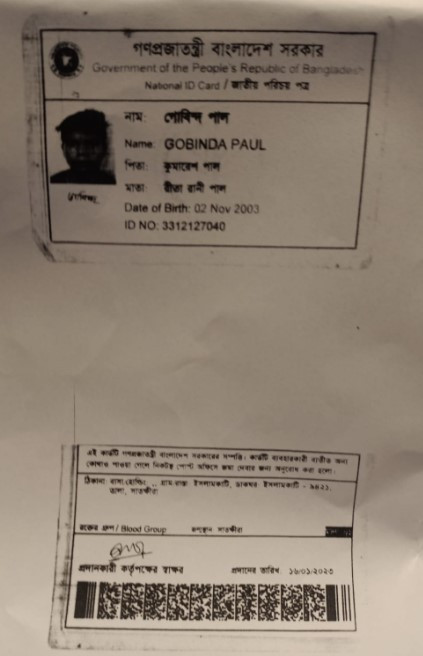 গণপ্রজাতন্ত্রী বাংলাদেশ সরকার
Government of the People's Republic of Bangladesh
National ID Card / জাতীয় পরিচয় পত্র
নাম: গোবিন্দ পাল
Name: GOBINDA PAUL
পিতা: কুমারেশ পাল
মাতা: রীতা রানী পাল
Date of Birth: 02 Nov 2003
ID NO: 3312127040
এই কার্ডটি গণপ্রজাতন্ত্রী বাংলাদেশ সরকারের সম্পত্তি। কার্ডটি ব্যবহারকারী ব্যতীত অন্য
কোথাও পাওয়া গেলে নিকটস্থ পোস্ট অফিসে জমা দেবার জন্য অনুরোধ করা হলো।
ঠিকানা: বাসা/হোল্ডিং: , গ্রাম/রাস্তা: ইসলামকাটি, ডাকঘর: ইসলামকাটি - ৯৪২১,
তালা, সাতক্ষীরা
রক্তের গ্রুপ / Blood Group জন্মস্থান: সাতক্ষীরা
প্রদানকারী কর্তৃপক্ষের স্বাক্ষর প্রদানের তারিখ: ১৬/০১/২০২৩